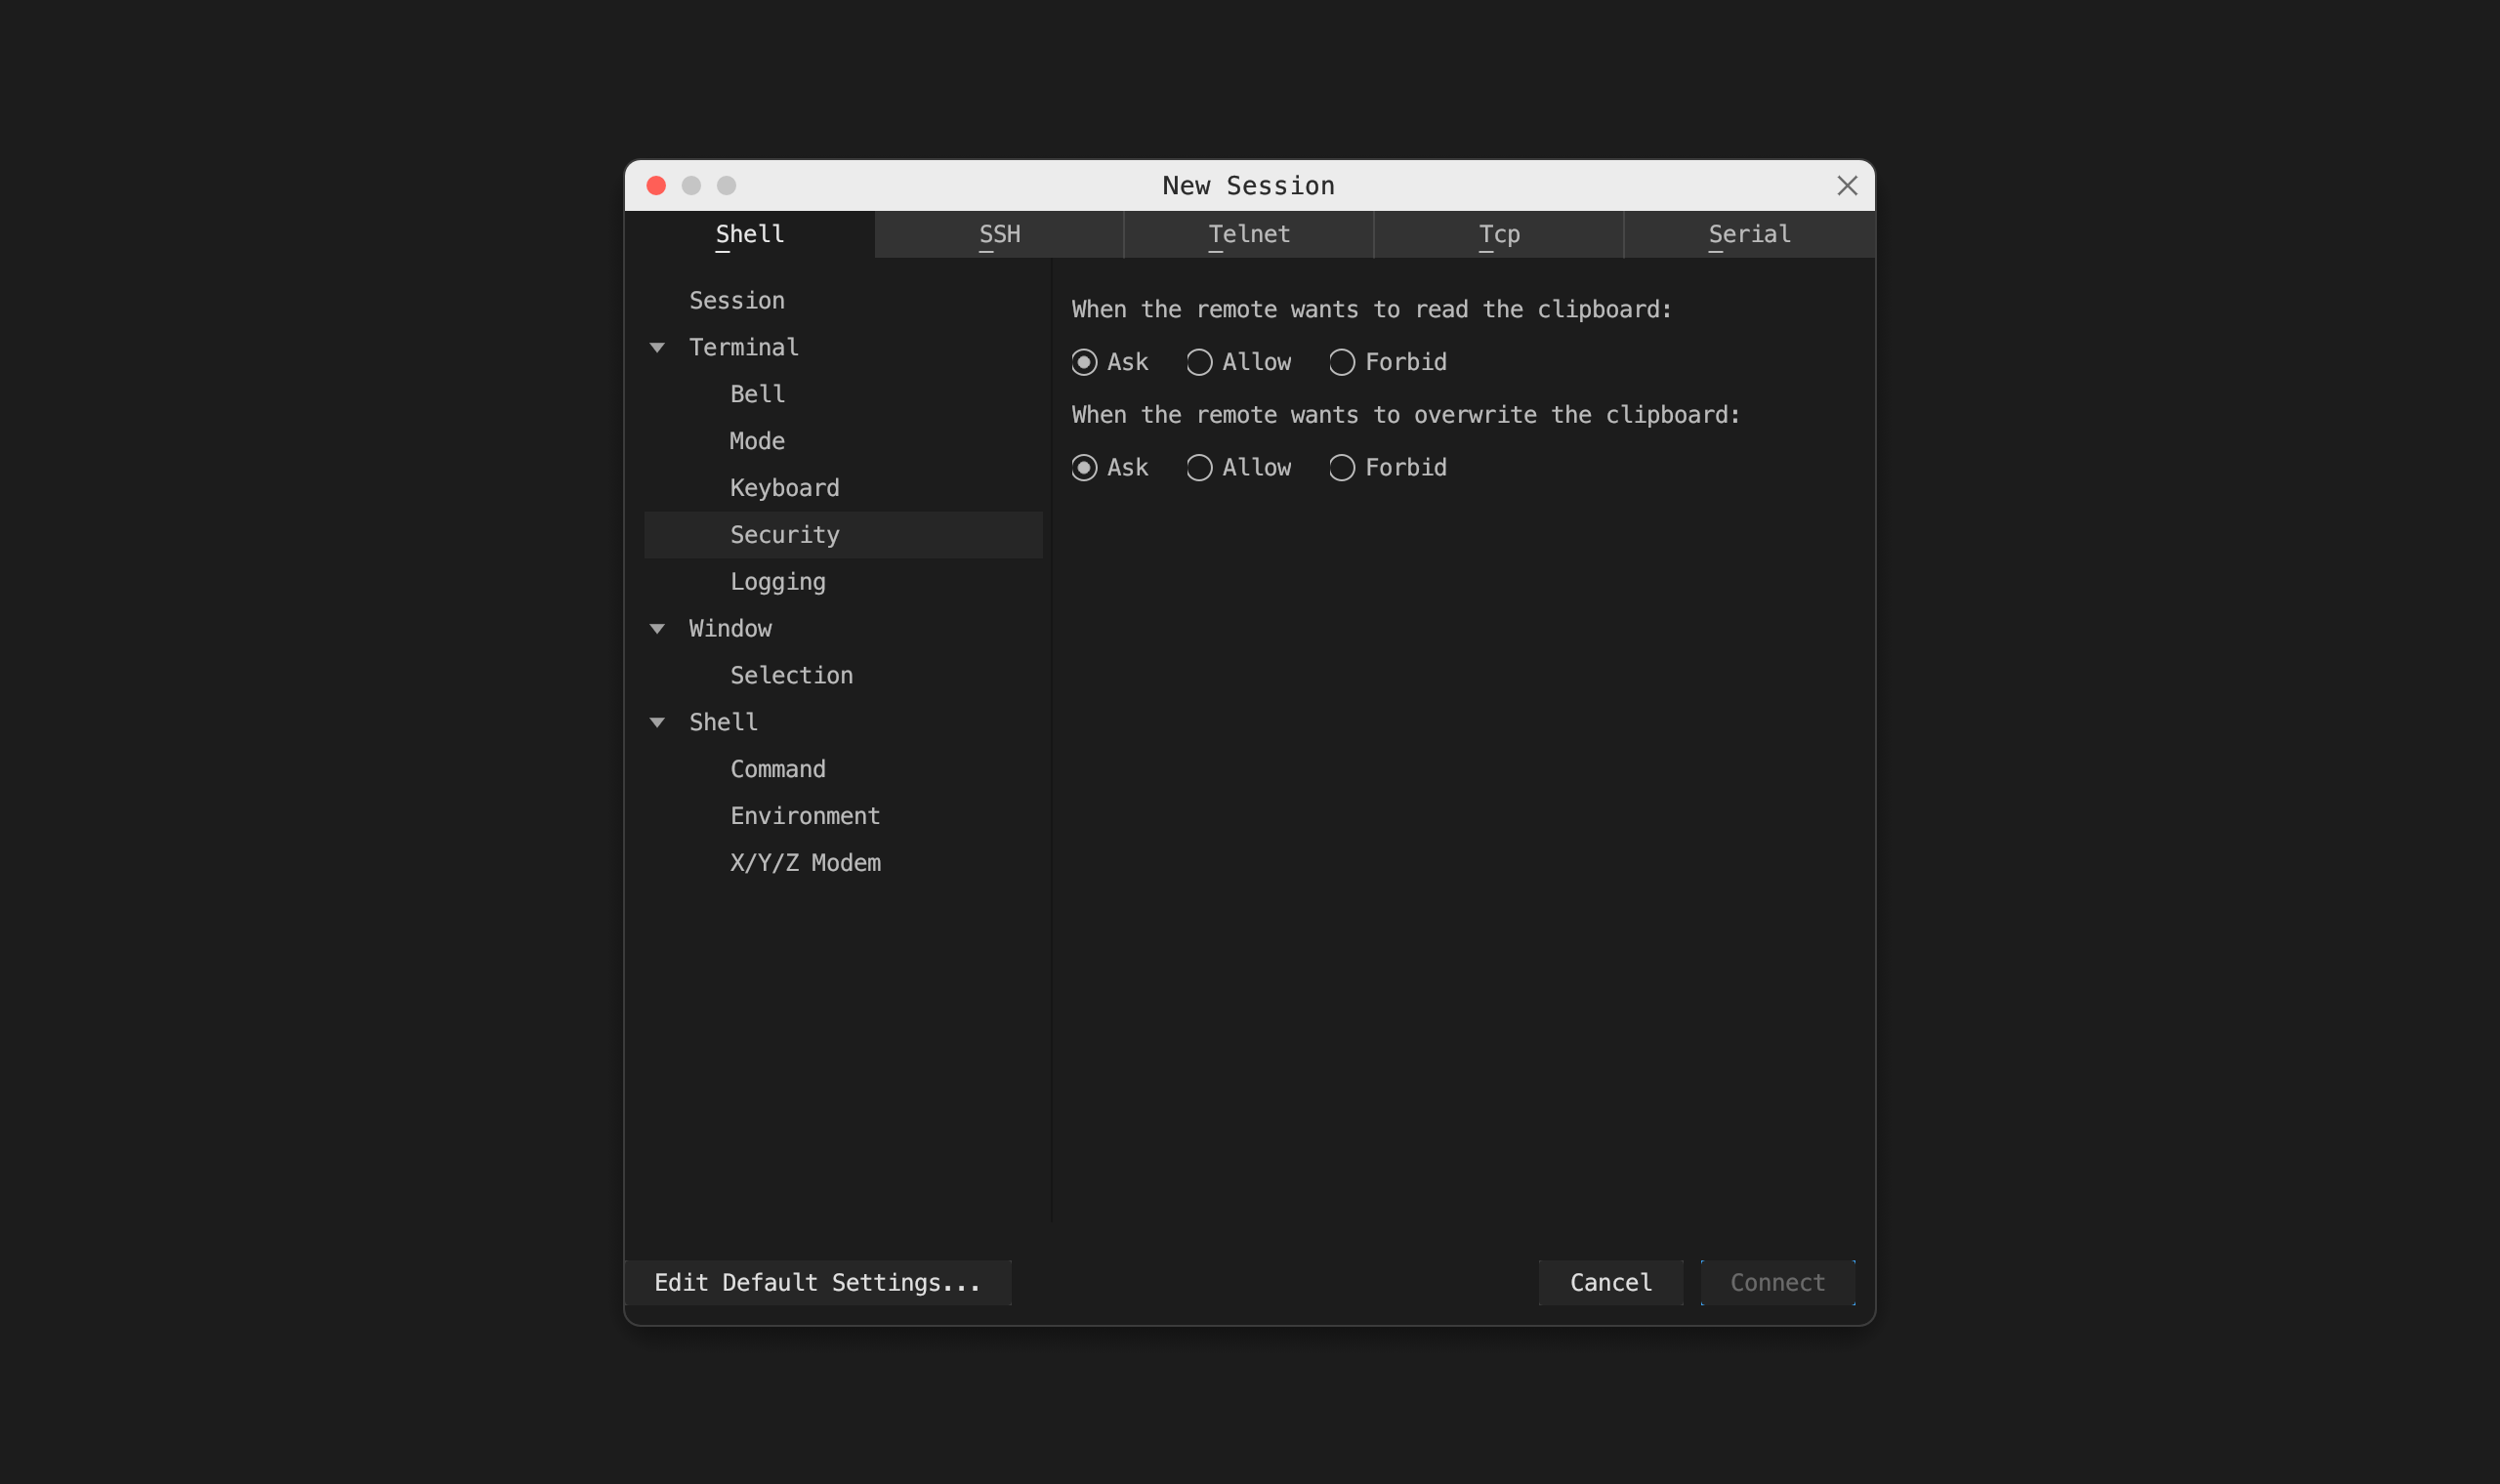 New Session
Shell SSH Telnet Tcp Serial
Session
Terminal
Bell
Mode
Keyboard
Security
Logging
Window
Selection
Shell
Command
Environment
X/Y/Z Modem
When the remote wants to read the clipboard:
Ask Allow Forbid
When the remote wants to overwrite the clipboard:
Ask Allow Forbid
Edit Default Settings... Cancel Connect